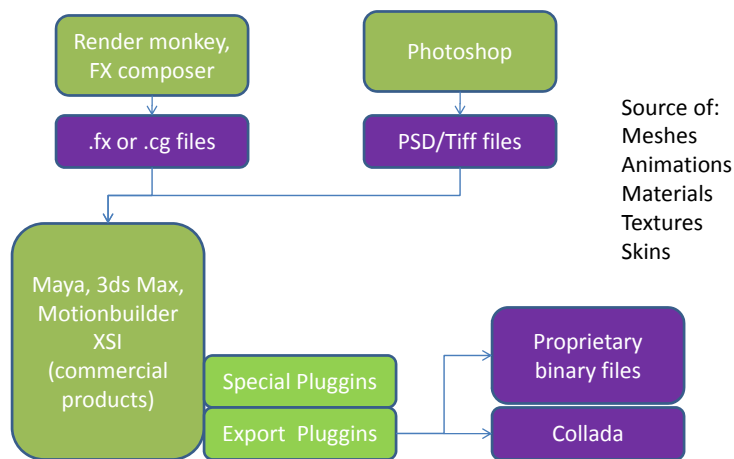 Render monkey,
FX composer
Photoshop
.fx or .cg files
PSD/Tiff files
Source of:
Meshes
Animations
Materials
Textures
Skins
Maya, 3ds Max,
Motionbuilder
XSI
(commercial
products)
Special Pluggins
Export Pluggins
Proprietary
binary files
Collada